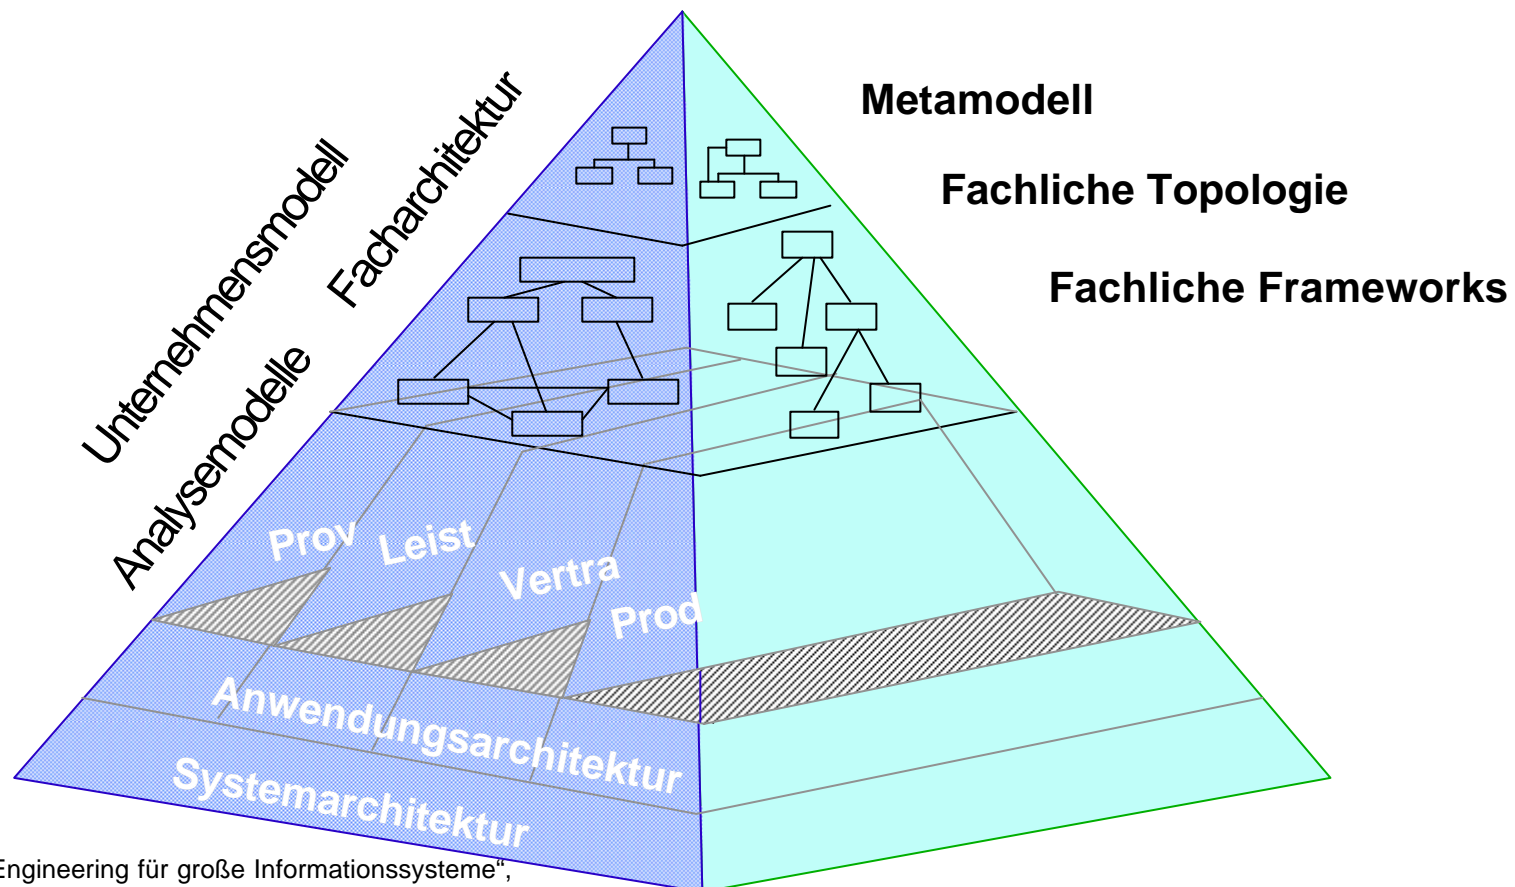 Metamodell
Fachliche Topologie
Fachliche Frameworks
Unternehmensmodell
Facharchitektur
Analysemodelle
Prov
Leist
Vertra
Prod
Anwendungsarchitektur
Systemarchitektur
Engineering für große Informationssysteme“,